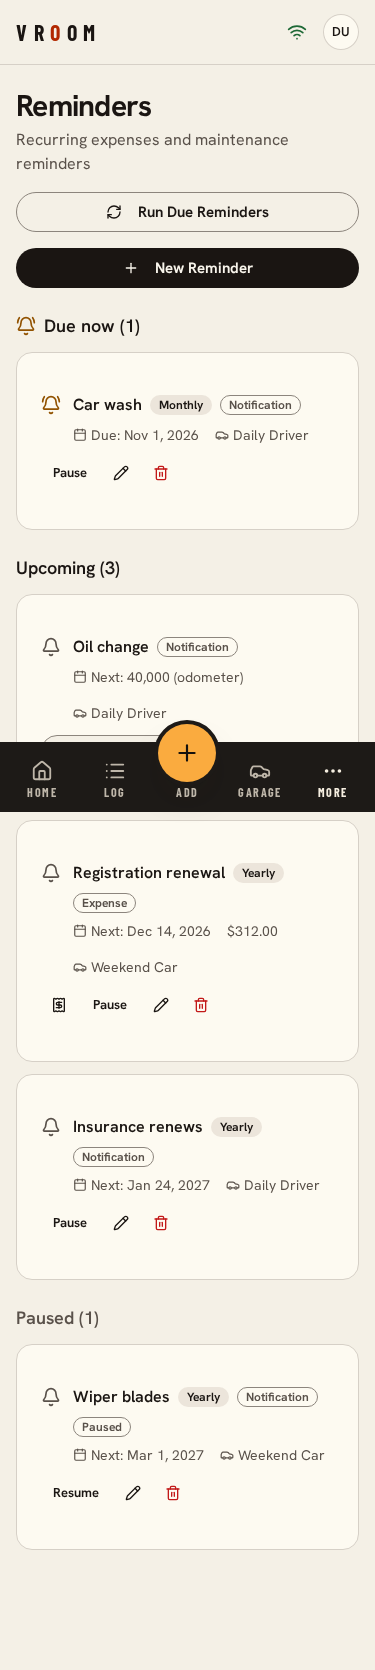 VROOM
DU
Reminders
Recurring expenses and maintenance
reminders
Run Due Reminders
New Reminder
Due now (1)
Car wash Monthly Notification
Due: Nov 1, 2026 Daily Driver
Pause
Upcoming (3)
Oil change Notification
Next: 40,000 (odometer)
Daily Driver
HOME LOG ADD GARAGE MORE
Registration renewal Yearly
Expense
Next: Dec 14, 2026 $312.00
Weekend Car
Pause
Insurance renews Yearly
Notification
Next: Jan 24, 2027 Daily Driver
Pause
Paused (1)
Wiper blades Yearly Notification
Paused
Next: Mar 1, 2027 Weekend Car
Resume